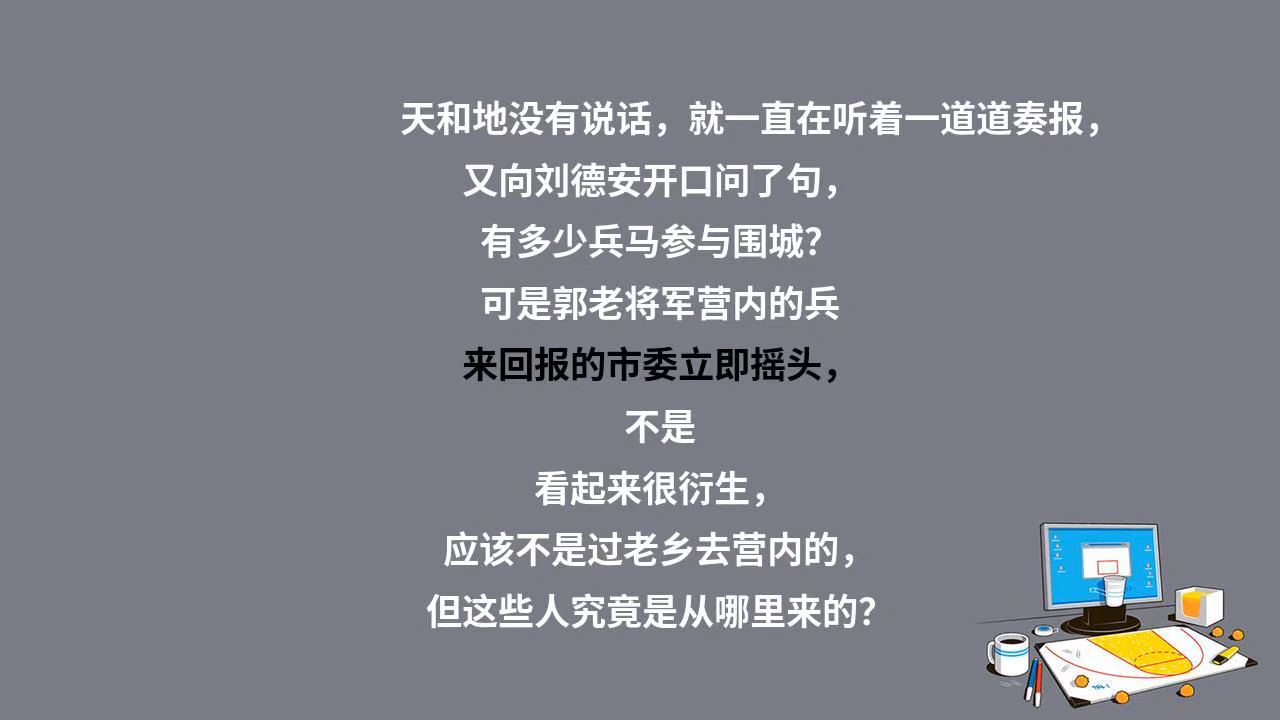 天和地没有说话，就一直在听着一道道奏报，
又向刘德安开口问了句，
有多少兵马参与围城？
可是郭老将军营内的兵
来回报的市委立即摇头，
不是
看起来很衍生，
应该不是过老乡去营内的，
但这些人究竟是从哪里来的？